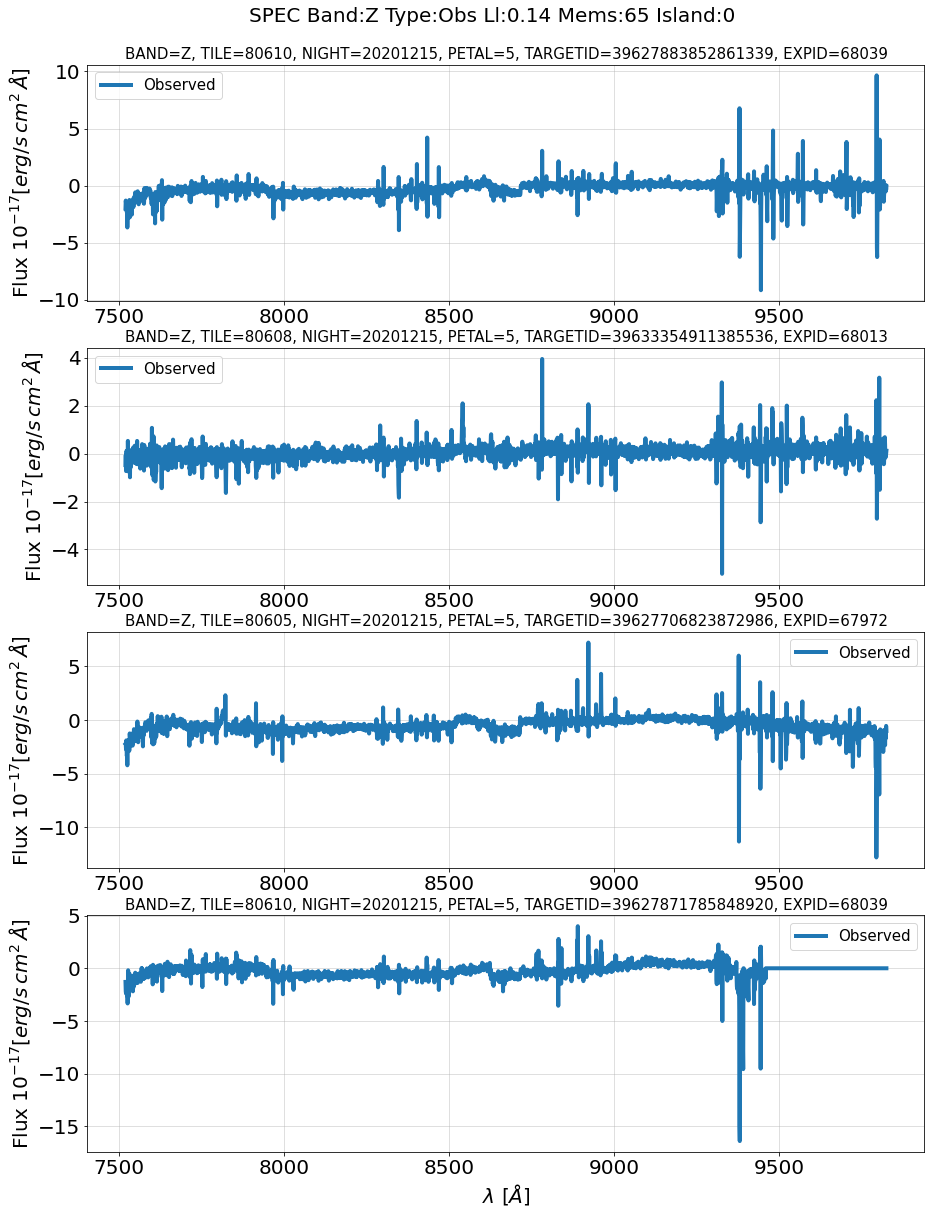 SPEC Band:Z Type:Obs Ll:0.14 Mems:65 Island:0
BAND=Z, TILE=80610, NIGHT=20201215, PETAL=5, TARGETID=39627883852861339, EXPID=68039
Flux 10^{-17}[erg/s cm^2 Å]
10
5
0
−5
−10
Observed
7500 8000 8500 9000 9500
BAND=Z, TILE=80608, NIGHT=20201215, PETAL=5, TARGETID=39633354911385536, EXPID=68013
Flux 10^{-17}[erg/s cm^2 Å]
4
2
0
−2
−4
Observed
7500 8000 8500 9000 9500
BAND=Z, TILE=80605, NIGHT=20201215, PETAL=5, TARGETID=39627706823872986, EXPID=67972
Flux 10^{-17}[erg/s cm^2 Å]
5
0
−5
−10
Observed
7500 8000 8500 9000 9500
BAND=Z, TILE=80610, NIGHT=20201215, PETAL=5, TARGETID=39627871785848920, EXPID=68039
Flux 10^{-17}[erg/s cm^2 Å]
5
0
−5
−10
−15
Observed
7500 8000 8500 9000 9500
λ [Å]